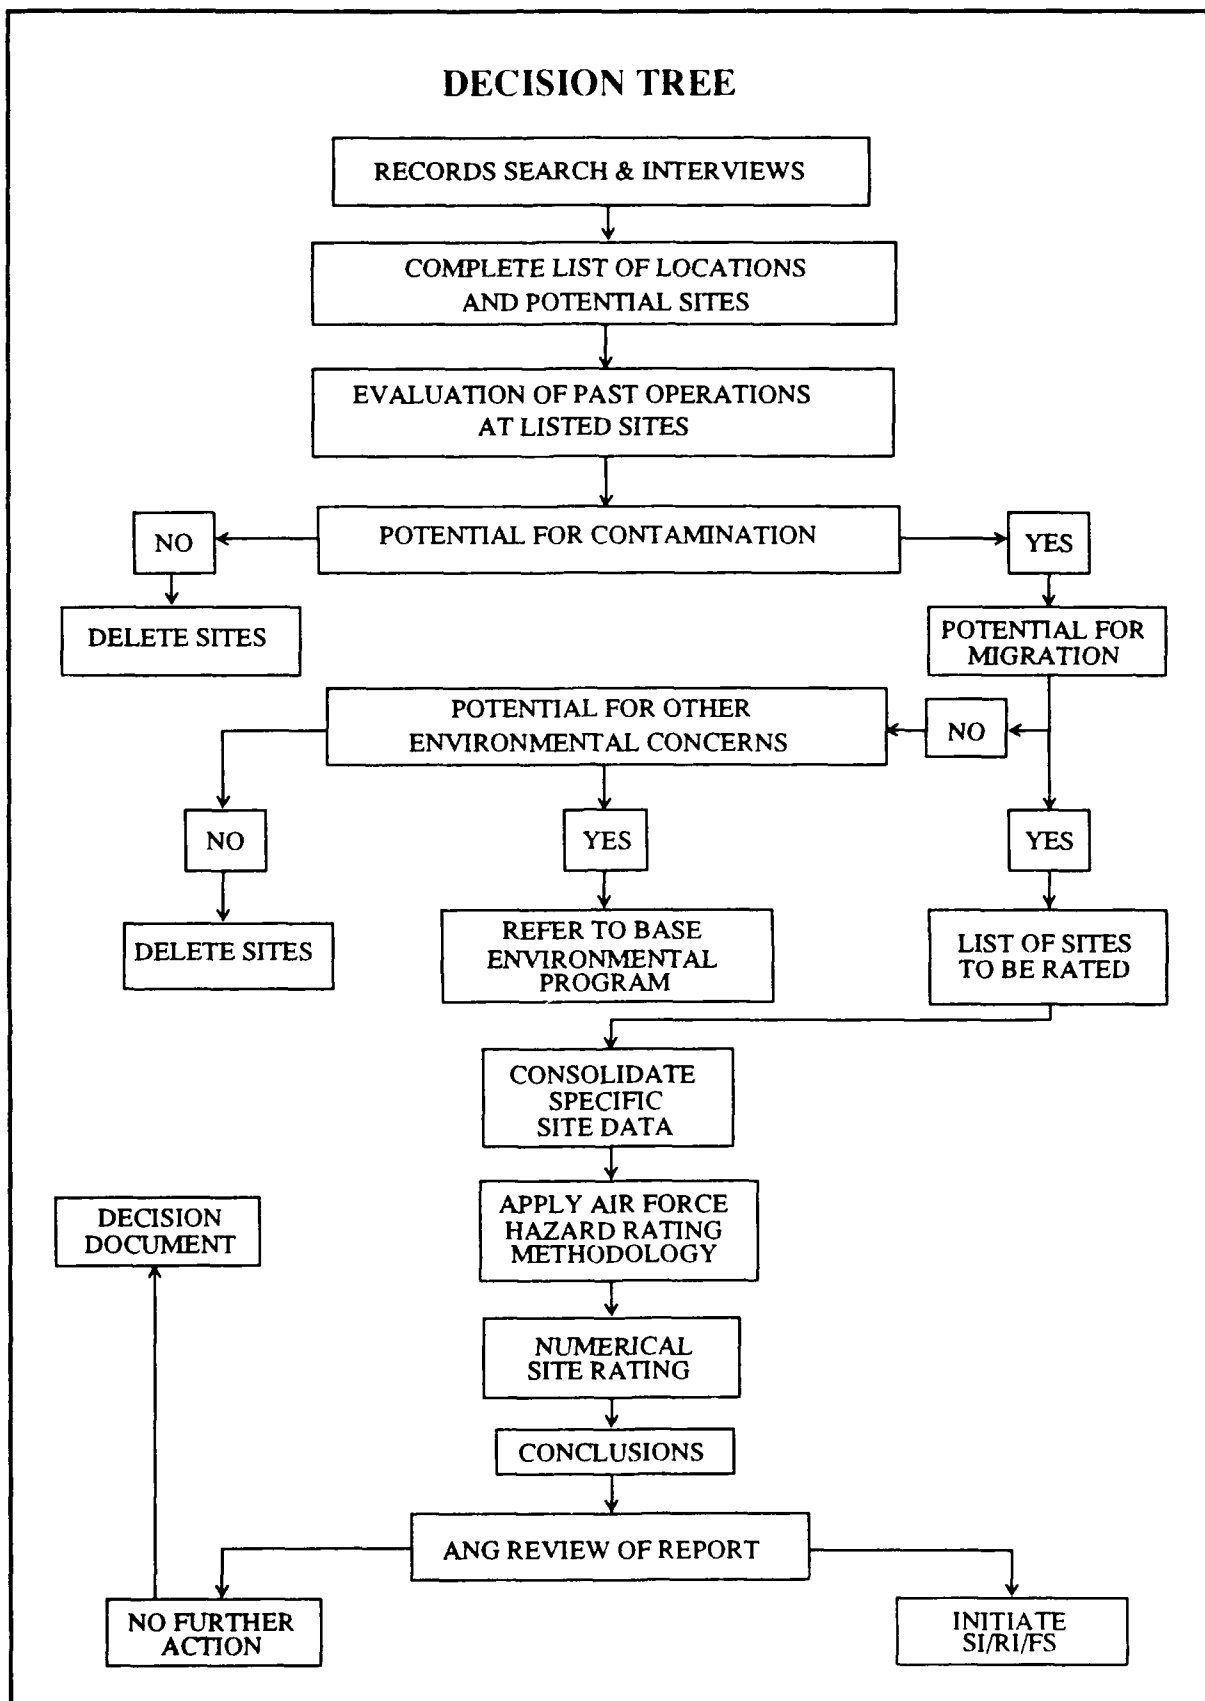 DECISION TREE
RECORDS SEARCH & INTERVIEWS
COMPLETE LIST OF LOCATIONS
AND POTENTIAL SITES
EVALUATION OF PAST OPERATIONS
AT LISTED SITES
NO
POTENTIAL FOR CONTAMINATION
YES
DELETE SITES
POTENTIAL FOR
MIGRATION
POTENTIAL FOR OTHER
ENVIRONMENTAL CONCERNS
NO
NO
YES
YES
DELETE SITES
REFER TO BASE
ENVIRONMENTAL
PROGRAM
LIST OF SITES
TO BE RATED
CONSOLIDATE
SPECIFIC
SITE DATA
APPLY AIR FORCE
HAZARD RATING
METHODOLOGY
DECISION
DOCUMENT
NUMERICAL
SITE RATING
CONCLUSIONS
ANG REVIEW OF REPORT
NO FURTHER
ACTION
INITIATE
SI/RI/FS